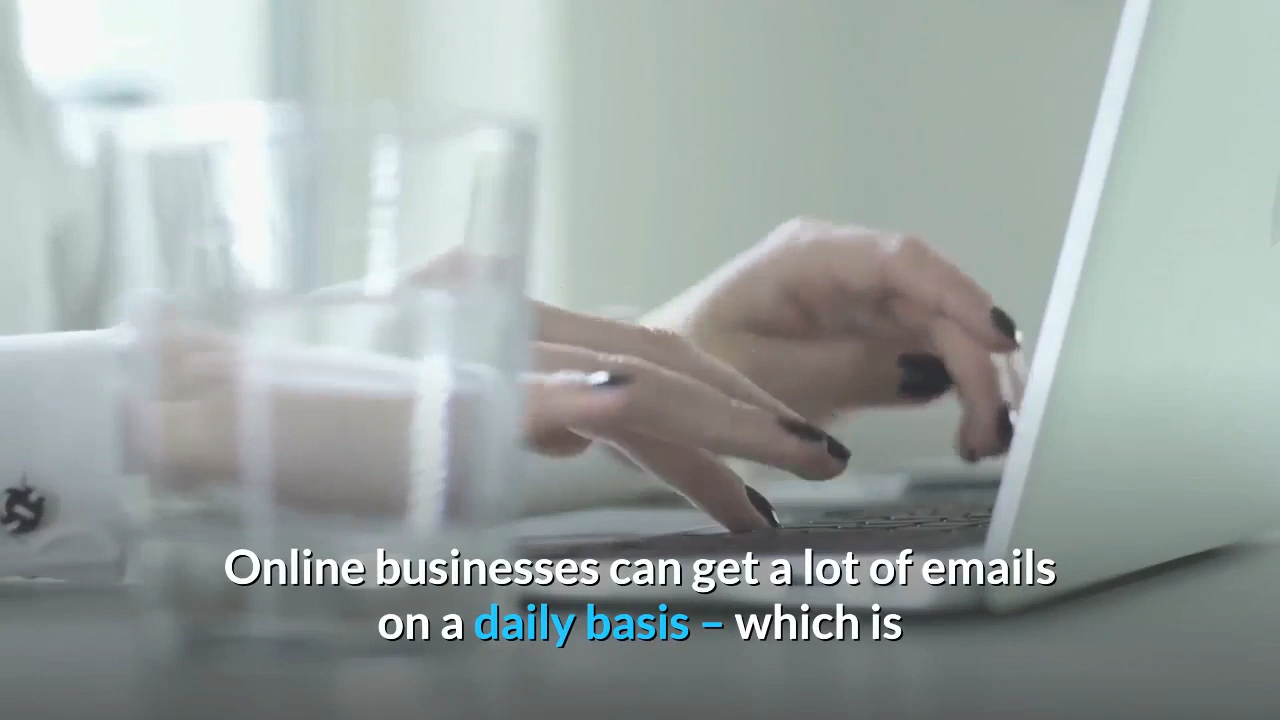 Online businesses can get a lot of emails
on a daily basis – which is